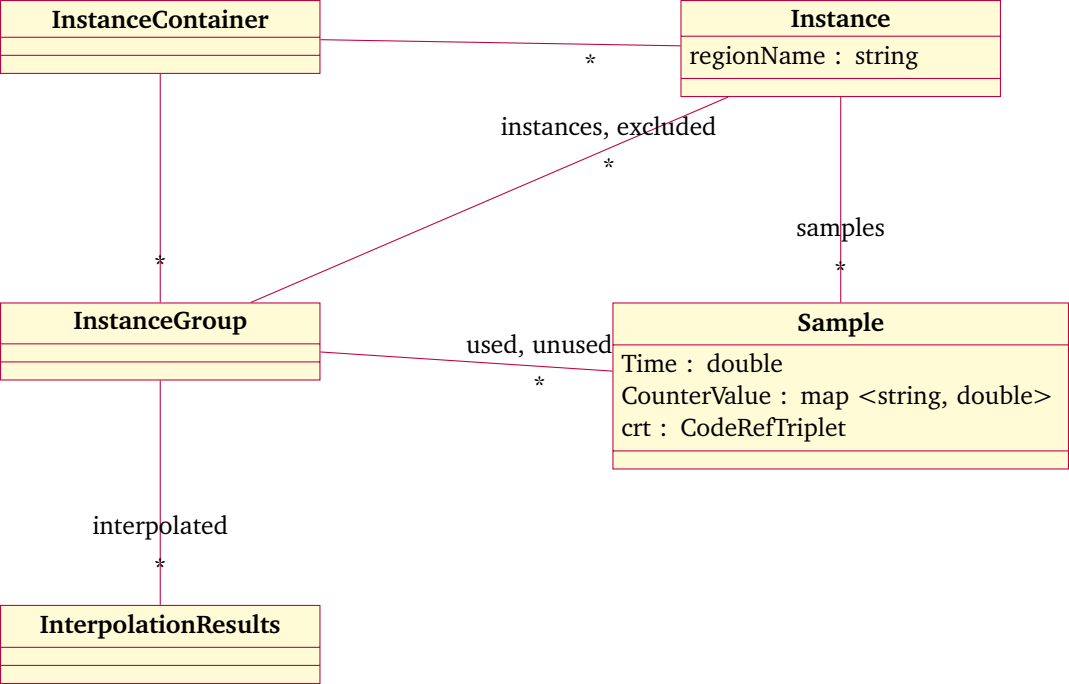 InstanceContainer
Instance
regionName : string
*
instances, excluded
*
samples
*
*
InstanceGroup
used, unused
*
Sample
Time : double
CounterValue : map <string, double>
crt : CodeRefTriplet
interpolated
*
InterpolationResults